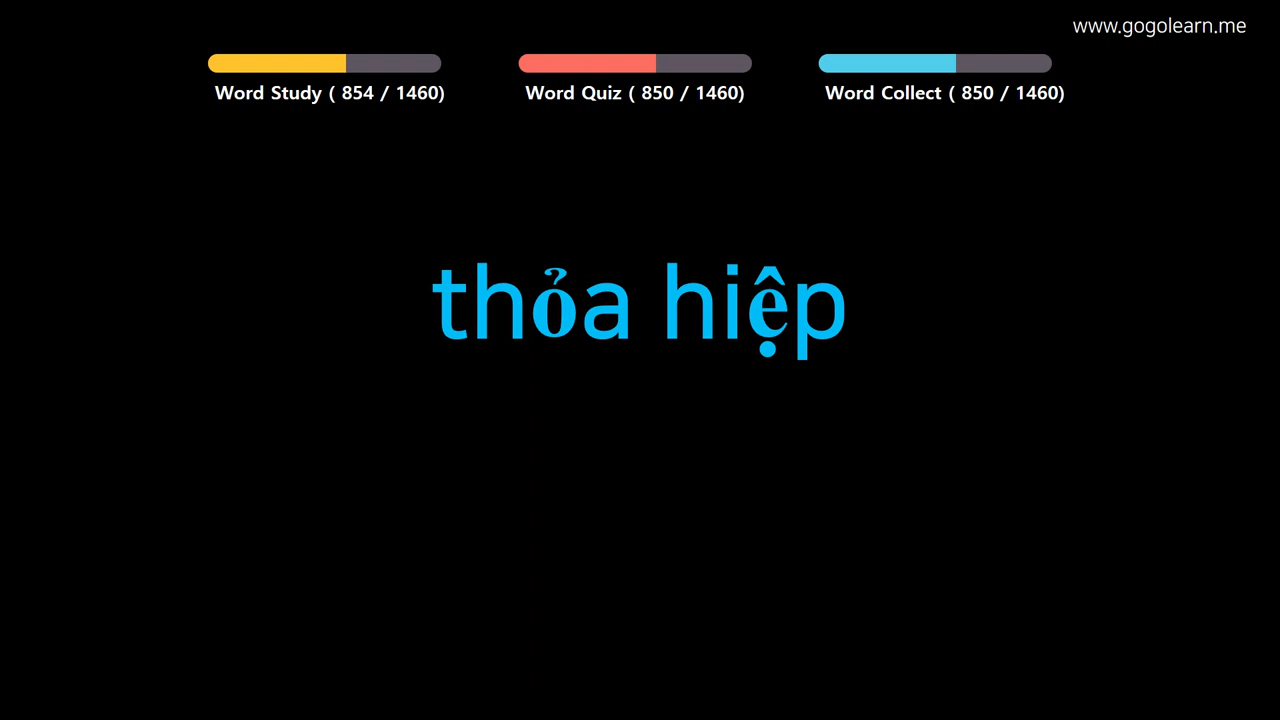 www.gogolearn.me
Word Study ( 854 / 1460)
Word Quiz ( 850 / 1460)
Word Collect ( 850 / 1460)
thỏa hiệp